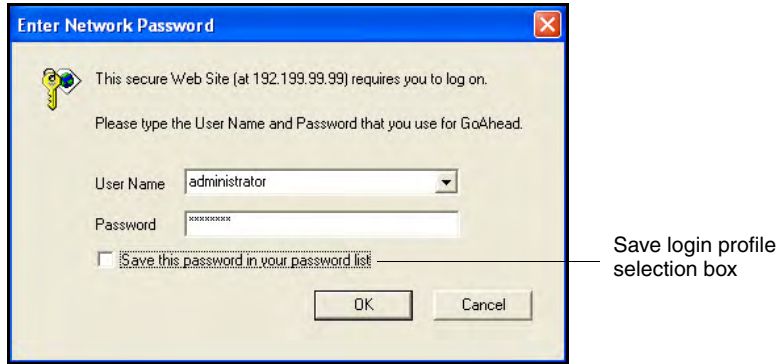 Enter Network Password
This secure Web Site (at 192.199.99.99) requires you to log on.
Please type the User Name and Password that you use for GoAhead.
User Name administrator
Password xxxxxxxx
Save this password in your password list
Save login profile
selection box
OK Cancel